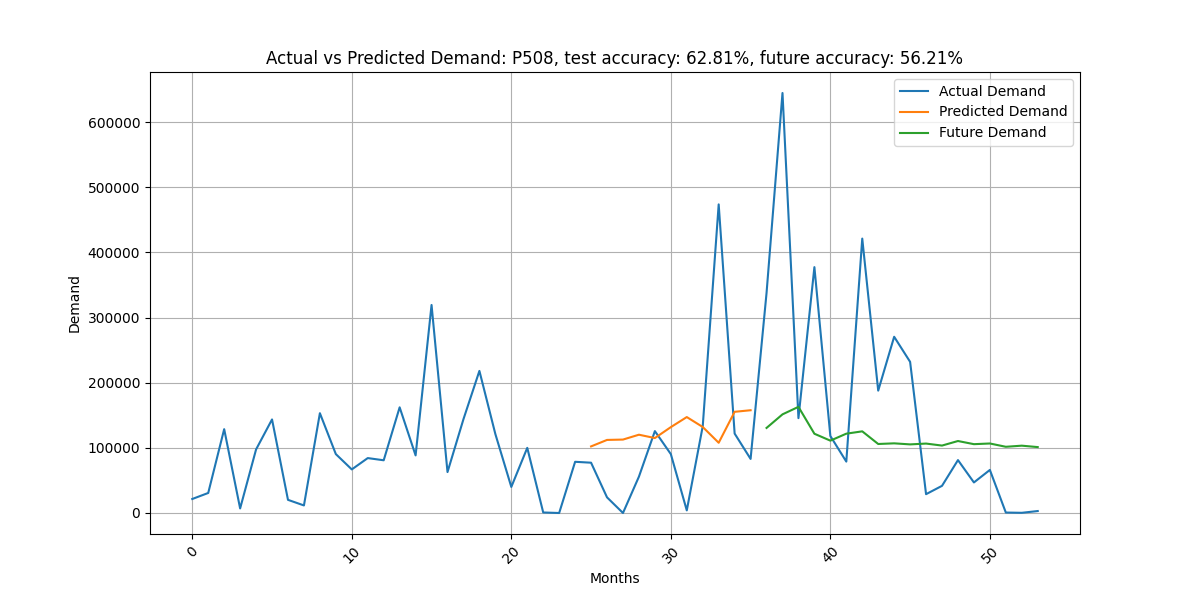 Actual vs Predicted Demand: P508, test accuracy: 62.81%, future accuracy: 56.21%
Actual Demand
Predicted Demand
Future Demand
600000
500000
400000
300000
200000
100000
0
Demand
0
10
20
30
40
50
Months